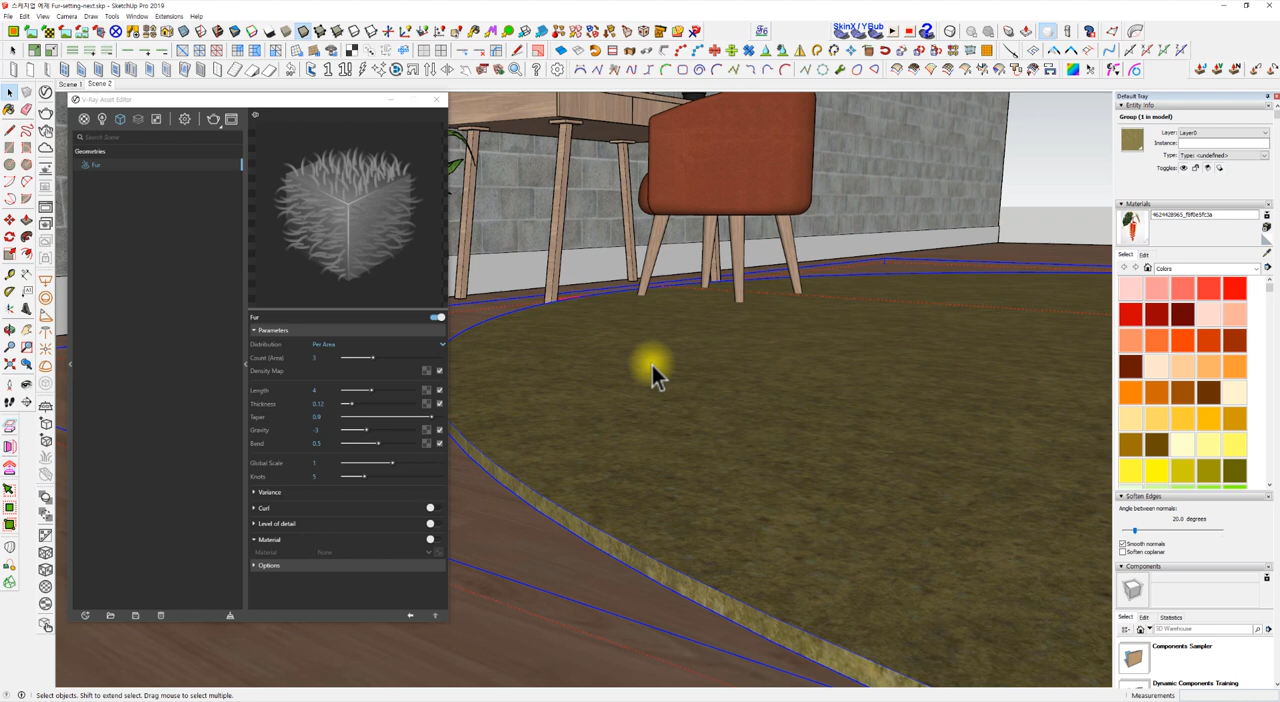 스케치업 예제 Fur-setting-next.skp - SketchUp Pro 2019
File Edit View Camera Draw Tools Window Extensions Help
SkinX/YBub
Scene 1 Scene 2
V-Ray Asset Editor
Search Scene
Geometries
Fur
Fur
Parameters
Distribution Per Area
Count (Area) 3
Density Map
Length 4
Thickness 0.12
Taper 0.9
Gravity -3
Bend 0.5
Global Scale 1
Knots 5
Variance
Curl
Level of detail
Material
Material None
Options
Default Tray
Entity Info
Group (1 in model)
Layer: Layer0
Instance:
Type: Type: <undefined>
Toggles:
Materials
4624428965_f8f0e5fc3a
Select Edit
Colors
Soften Edges
Angle between normals:
20.0 degrees
Smooth normals
Soften coplanar
Components
Select Edit Statistics
3D Warehouse
Components Sampler
Dynamic Components Training
Select objects. Shift to extend select. Drag mouse to select multiple.
Measurements